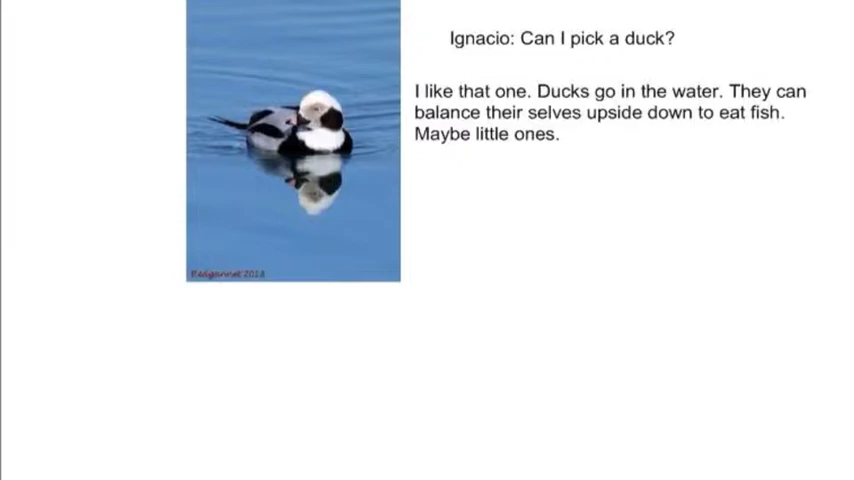 Ignacio: Can I pick a duck?
I like that one. Ducks go in the water. They can
balance their selves upside down to eat fish.
Maybe little ones.